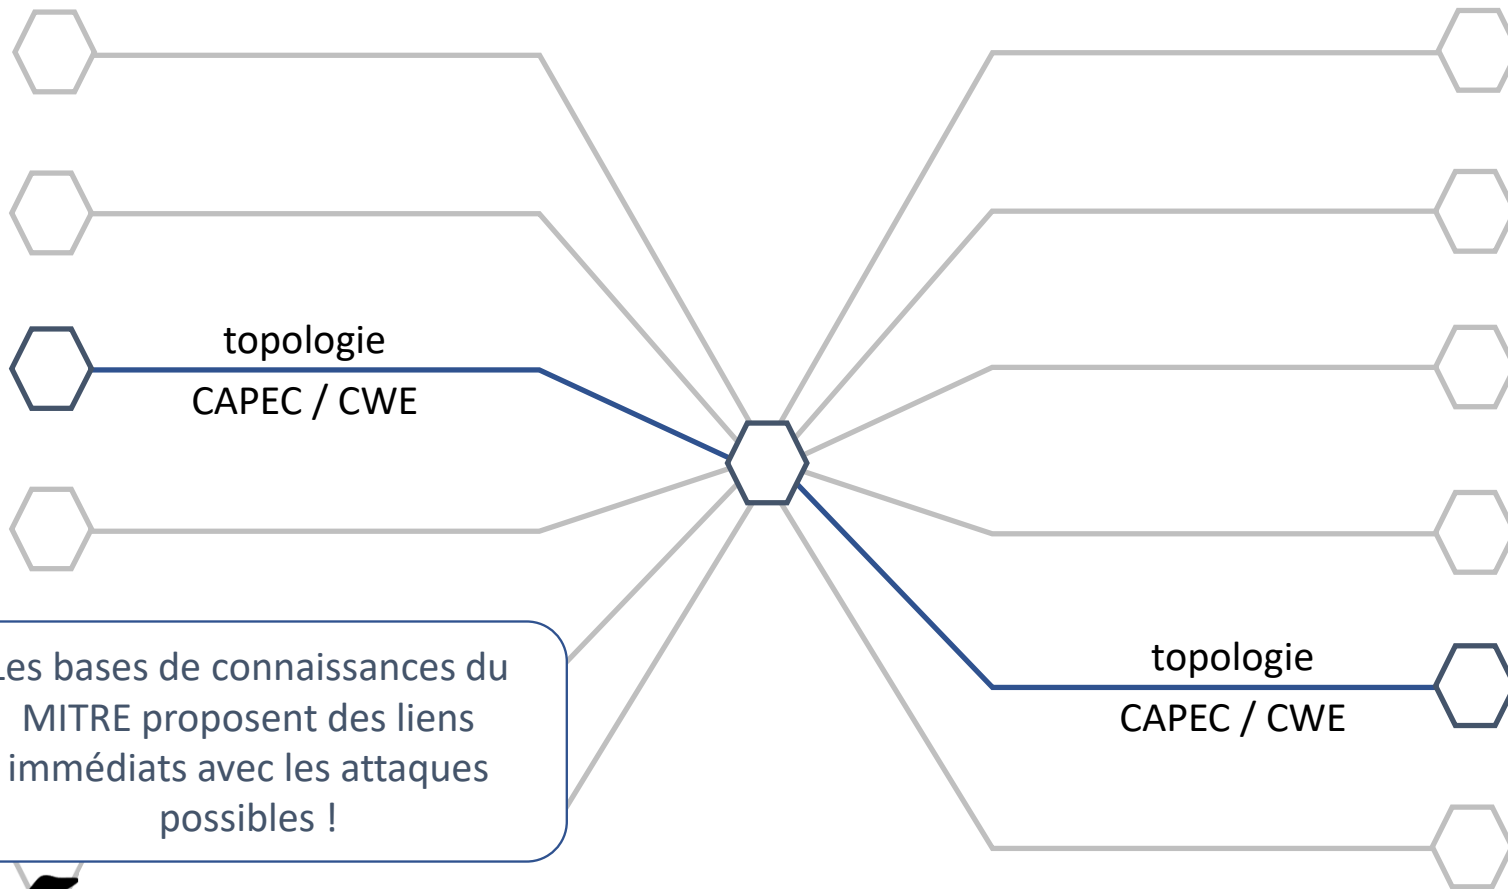 topologie
CAPEC / CWE
topologie
CAPEC / CWE
Les bases de connaissances du
MITRE proposent des liens
immédiats avec les attaques
possibles !